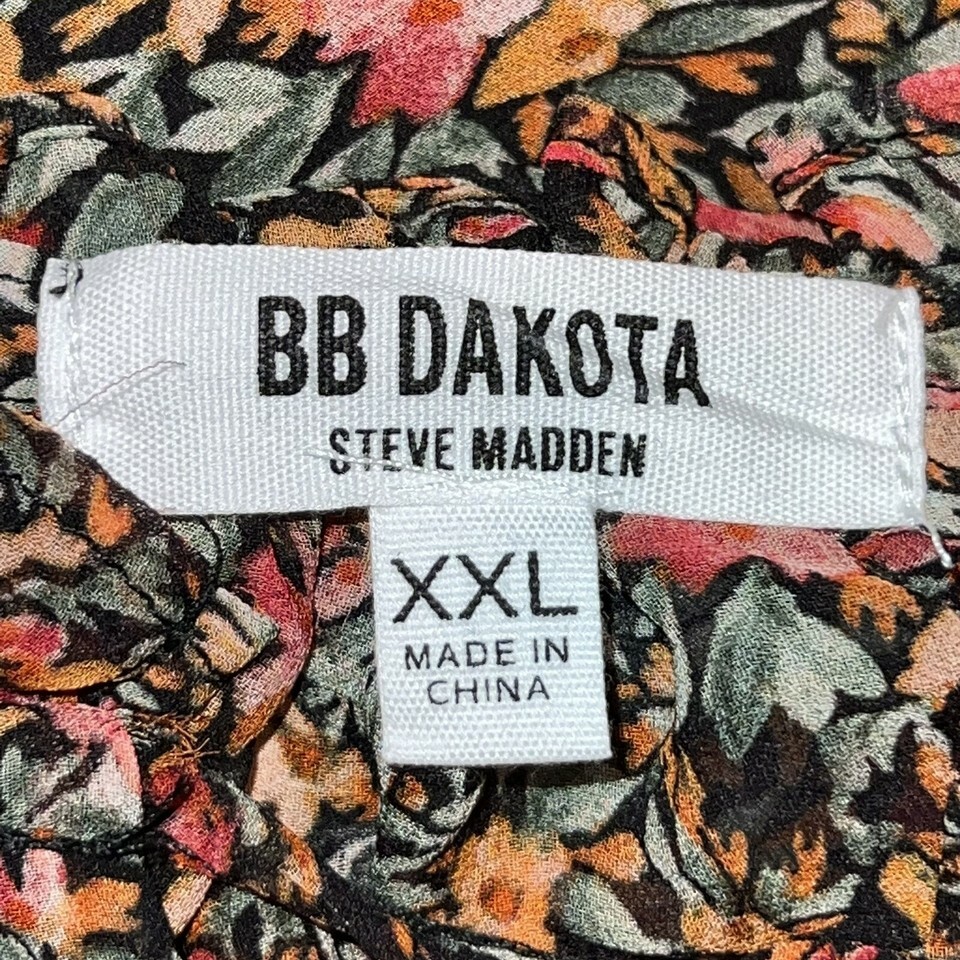 BB DAKOTA
STEVE MADDEN
XXL
MADE IN
CHINA